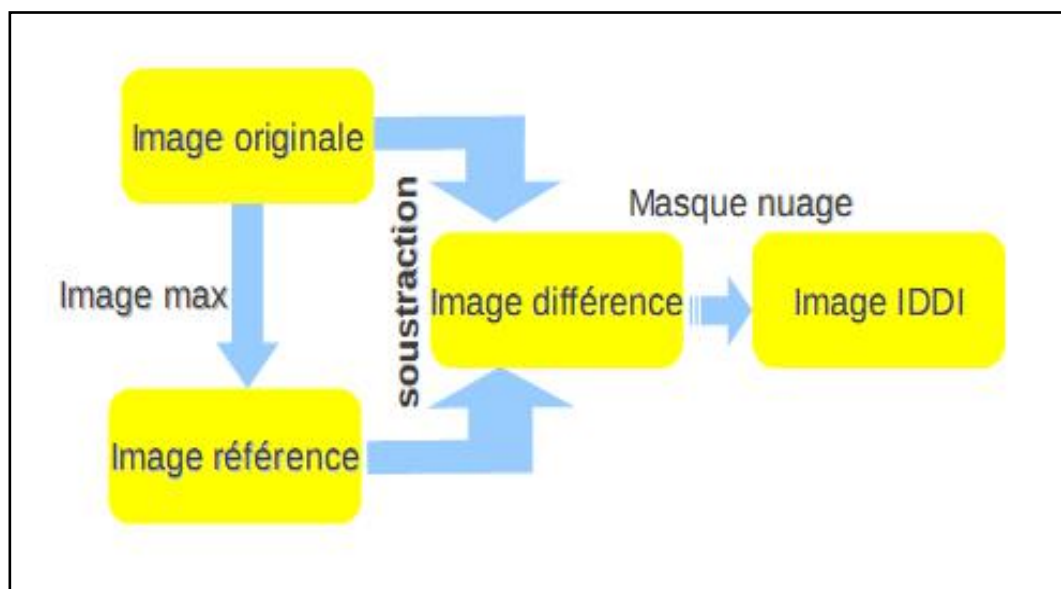 Image originale
Image max
Image référence
soustraction
Image différence
Masque nuage
Image IDDI